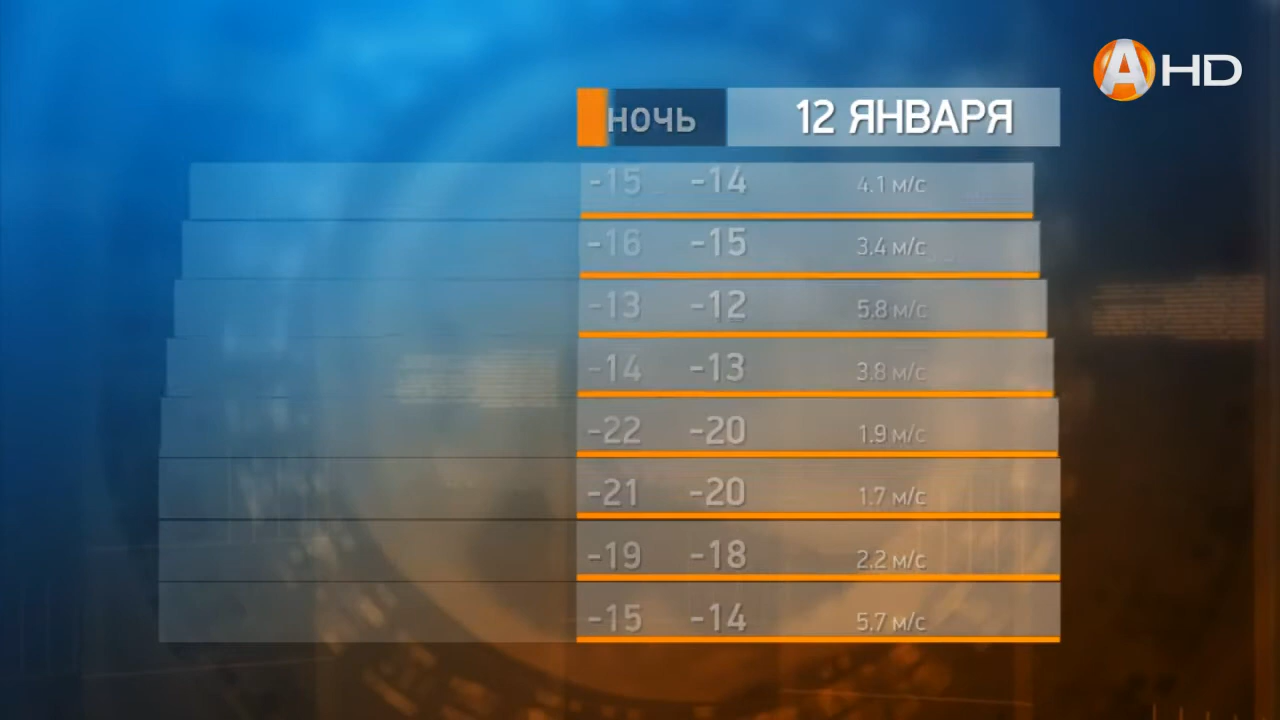 A HD
НОЧЬ 12 ЯНВАРЯ
-15 -14 4.1 м/с
-16 -15 3.4 м/с
-13 -12 5.8 м/с
-14 -13 3.8 м/с
-22 -20 1.9 м/с
-21 -20 1.7 м/с
-19 -18 2.2 м/с
-15 -14 5.7 м/с